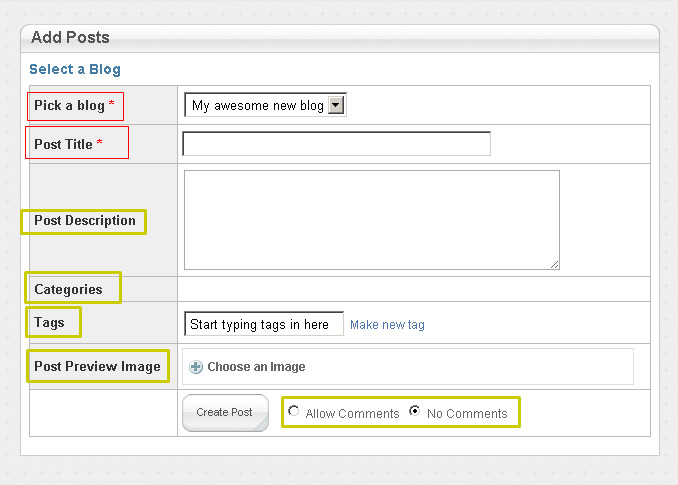 Add Posts
Select a Blog
Pick a blog * My awesome new blog
Post Title *
Post Description
Categories
Tags Start typing tags in here Make new tag
Post Preview Image Choose an Image
Create Post Allow Comments No Comments